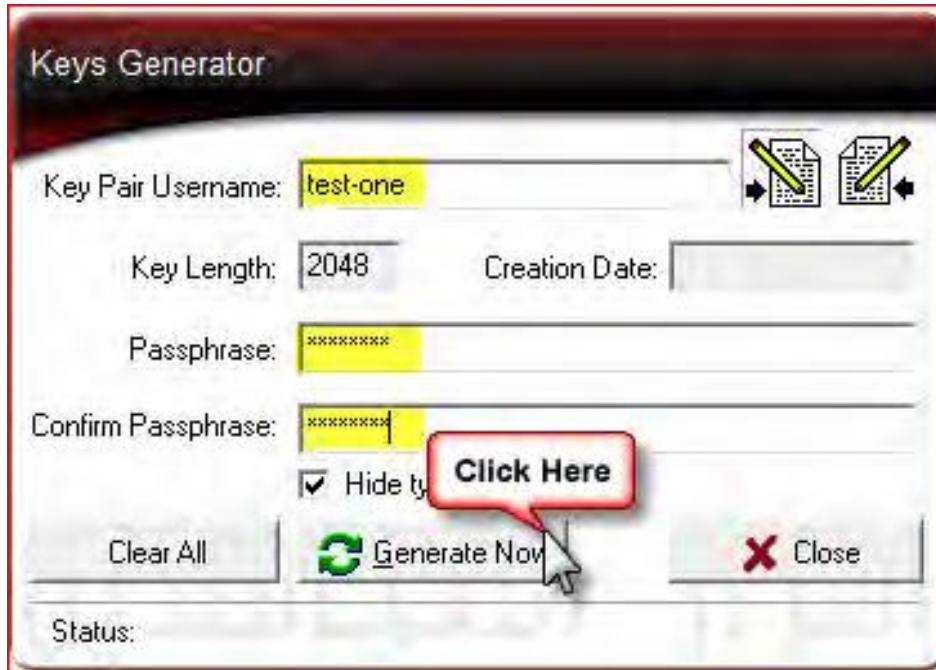 Keys Generator
Key Pair Username: test-one
Key Length: 2048 Creation Date:
Passphrase: ********
Confirm Passphrase: ********
Hide
Click Here
Clear All Generate Now Close
Status: